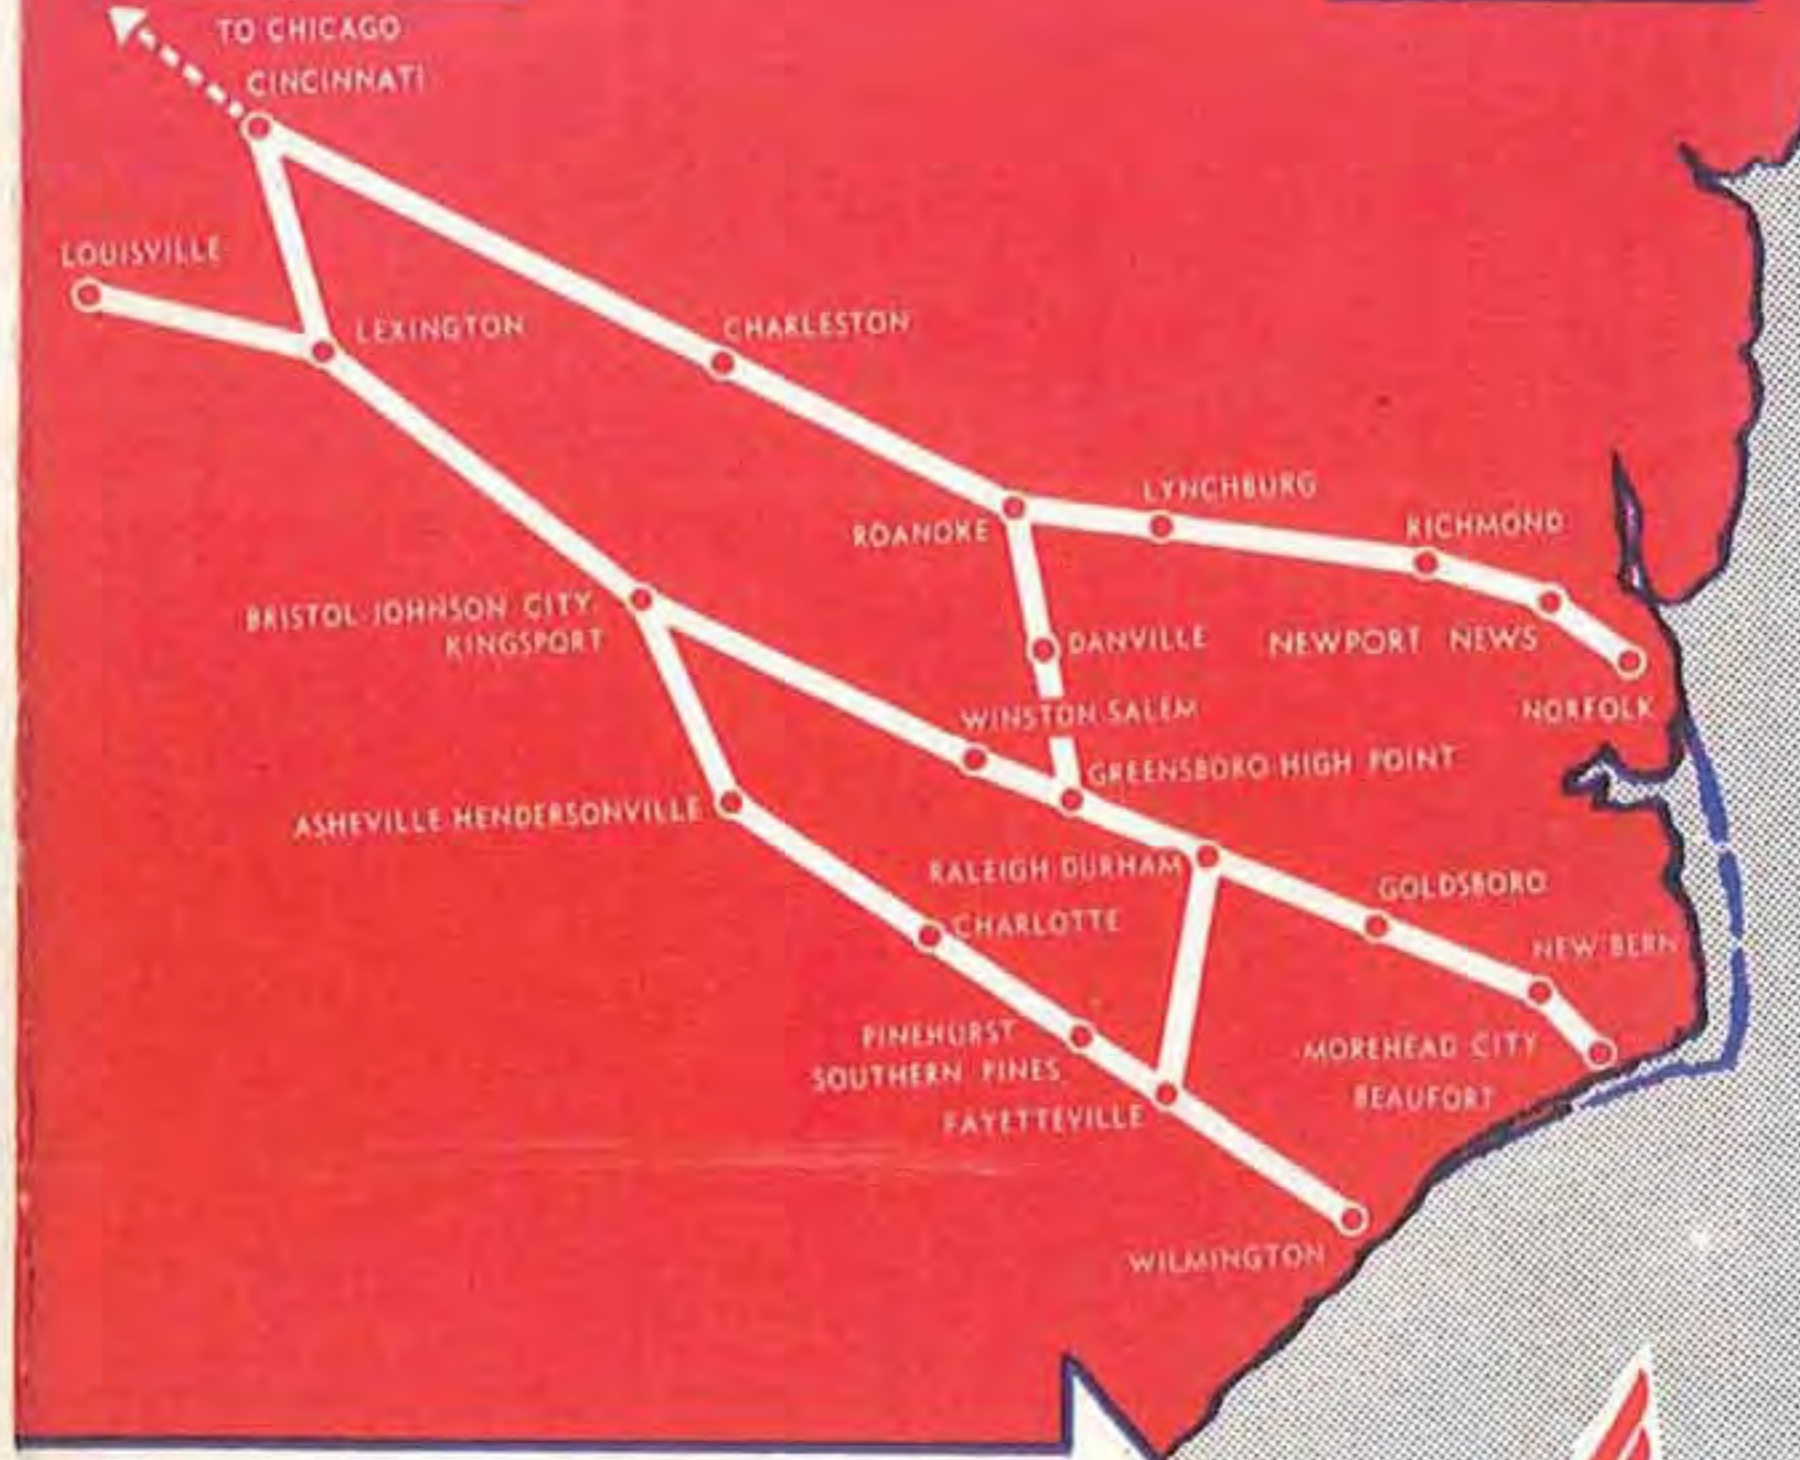 TO CHICAGO
CINCINNATI
LOUISVILLE
LEXINGTON
CHARLESTON
LYNCHBURG
ROANOKE
RICHMOND
BRISTOL-JOHNSON CITY
KINGSPORT
DANVILLE
NEWPORT NEWS
NORFOLK
WINSTON-SALEM
GREENSBORO-HIGH POINT
ASHEVILLE-HENDERSONVILLE
RALEIGH-DURHAM
GOLDSBORO
CHARLOTTE
NEW BERN
PINEHURST
SOUTHERN PINES
MOREHEAD CITY
BEAUFORT
FAYETTEVILLE
WILMINGTON